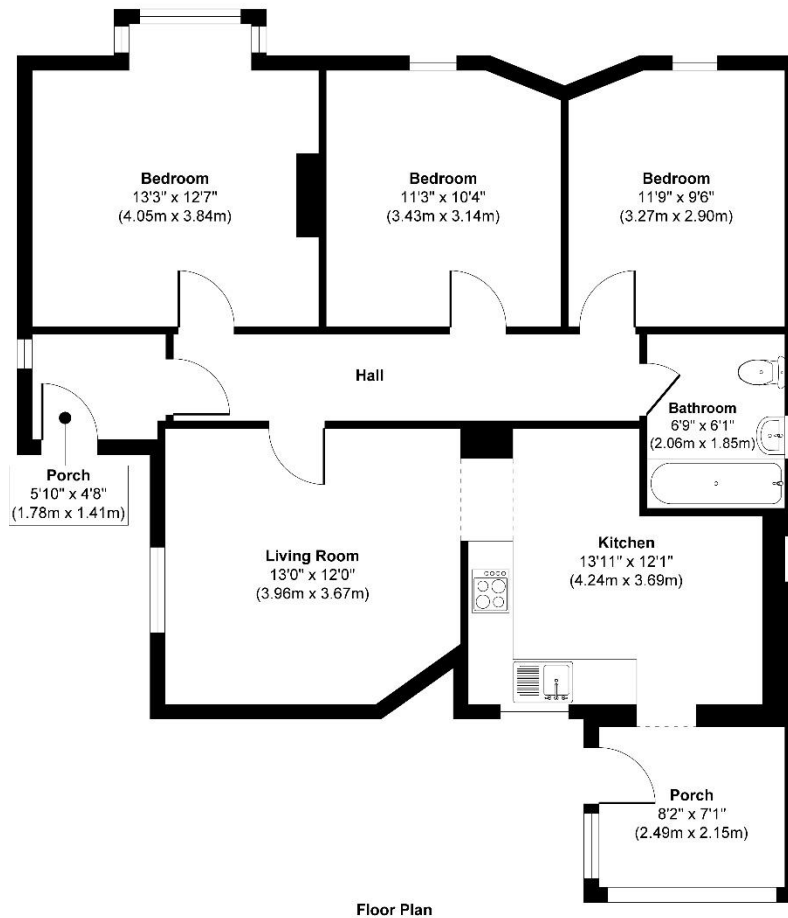 Bedroom
13'3" x 12'7"
(4.05m x 3.84m)
Bedroom
11'3" x 10'4"
(3.43m x 3.14m)
Bedroom
11'9" x 9'6"
(3.27m x 2.90m)
Hall
Bathroom
6'9" x 6'1"
(2.06m x 1.85m)
Porch
5'10" x 4'8"
(1.78m x 1.41m)
Living Room
13'0" x 12'0"
(3.96m x 3.67m)
Kitchen
13'11" x 12'1"
(4.24m x 3.69m)
Porch
8'2" x 7'1"
(2.49m x 2.15m)
Floor Plan